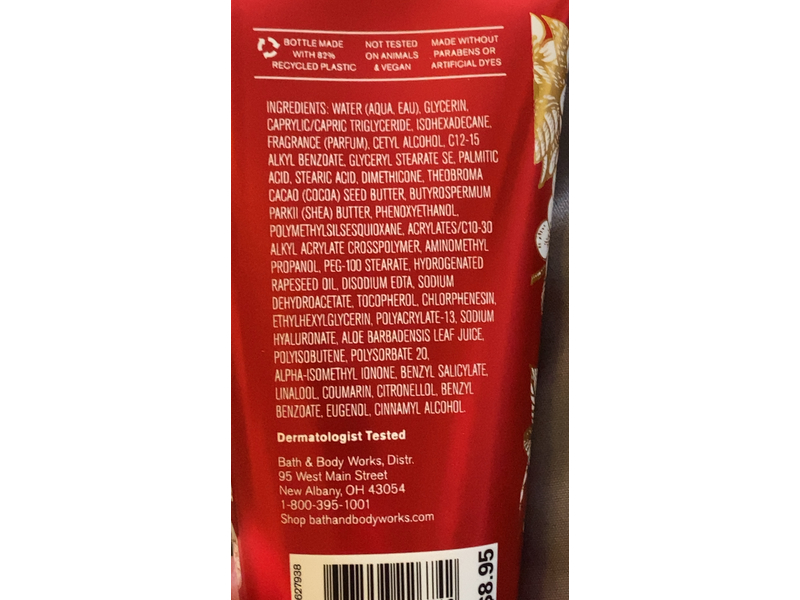 BOTTLE MADE
WITH 82%
RECYCLED PLASTIC
NOT TESTED
ON ANIMALS
& VEGAN
MADE WITHOUT
PARABENS OR
ARTIFICIAL DYES
INGREDIENTS: WATER (AQUA, EAU), GLYCERIN,
CAPRYLIC/CAPRIC TRIGLYCERIDE, ISOHEXADECANE,
FRAGRANCE (PARFUM), CETYL ALCOHOL, C12-15
ALKYL BENZOATE, GLYCERYL STEARATE SE, PALMITIC
ACID, STEARIC ACID, DIMETHICONE, THEOBROMA
CACAO (COCOA) SEED BUTTER, BUTYROSPERMUM
PARKII (SHEA) BUTTER, PHENOXYETHANOL,
POLYMETHYLSILSESQUIOXANE, ACRYLATES/C10-30
ALKYL ACRYLATE CROSSPOLYMER, AMINOMETHYL
PROPANOL, PEG-100 STEARATE, HYDROGENATED
RAPESEED OIL, DISODIUM EDTA, SODIUM
DEHYDROACETATE, TOCOPHEROL, CHLORPHENESIN,
ETHYLHEXYLGLYCERIN, POLYACRYLATE-13, SODIUM
HYALURONATE, ALOE BARBADENSIS LEAF JUICE,
POLYISOBUTENE, POLYSORBATE 20,
ALPHA-ISOMETHYL IONONE, BENZYL SALICYLATE,
LINALOOL, COUMARIN, CITRONELLOL, BENZYL
BENZOATE, EUGENOL, CINNAMYL ALCOHOL.
Dermatologist Tested
Bath & Body Works, Distr.
95 West Main Street
New Albany, OH 43054
1-800-395-1001
Shop bathandbodyworks.com
627938
8.95